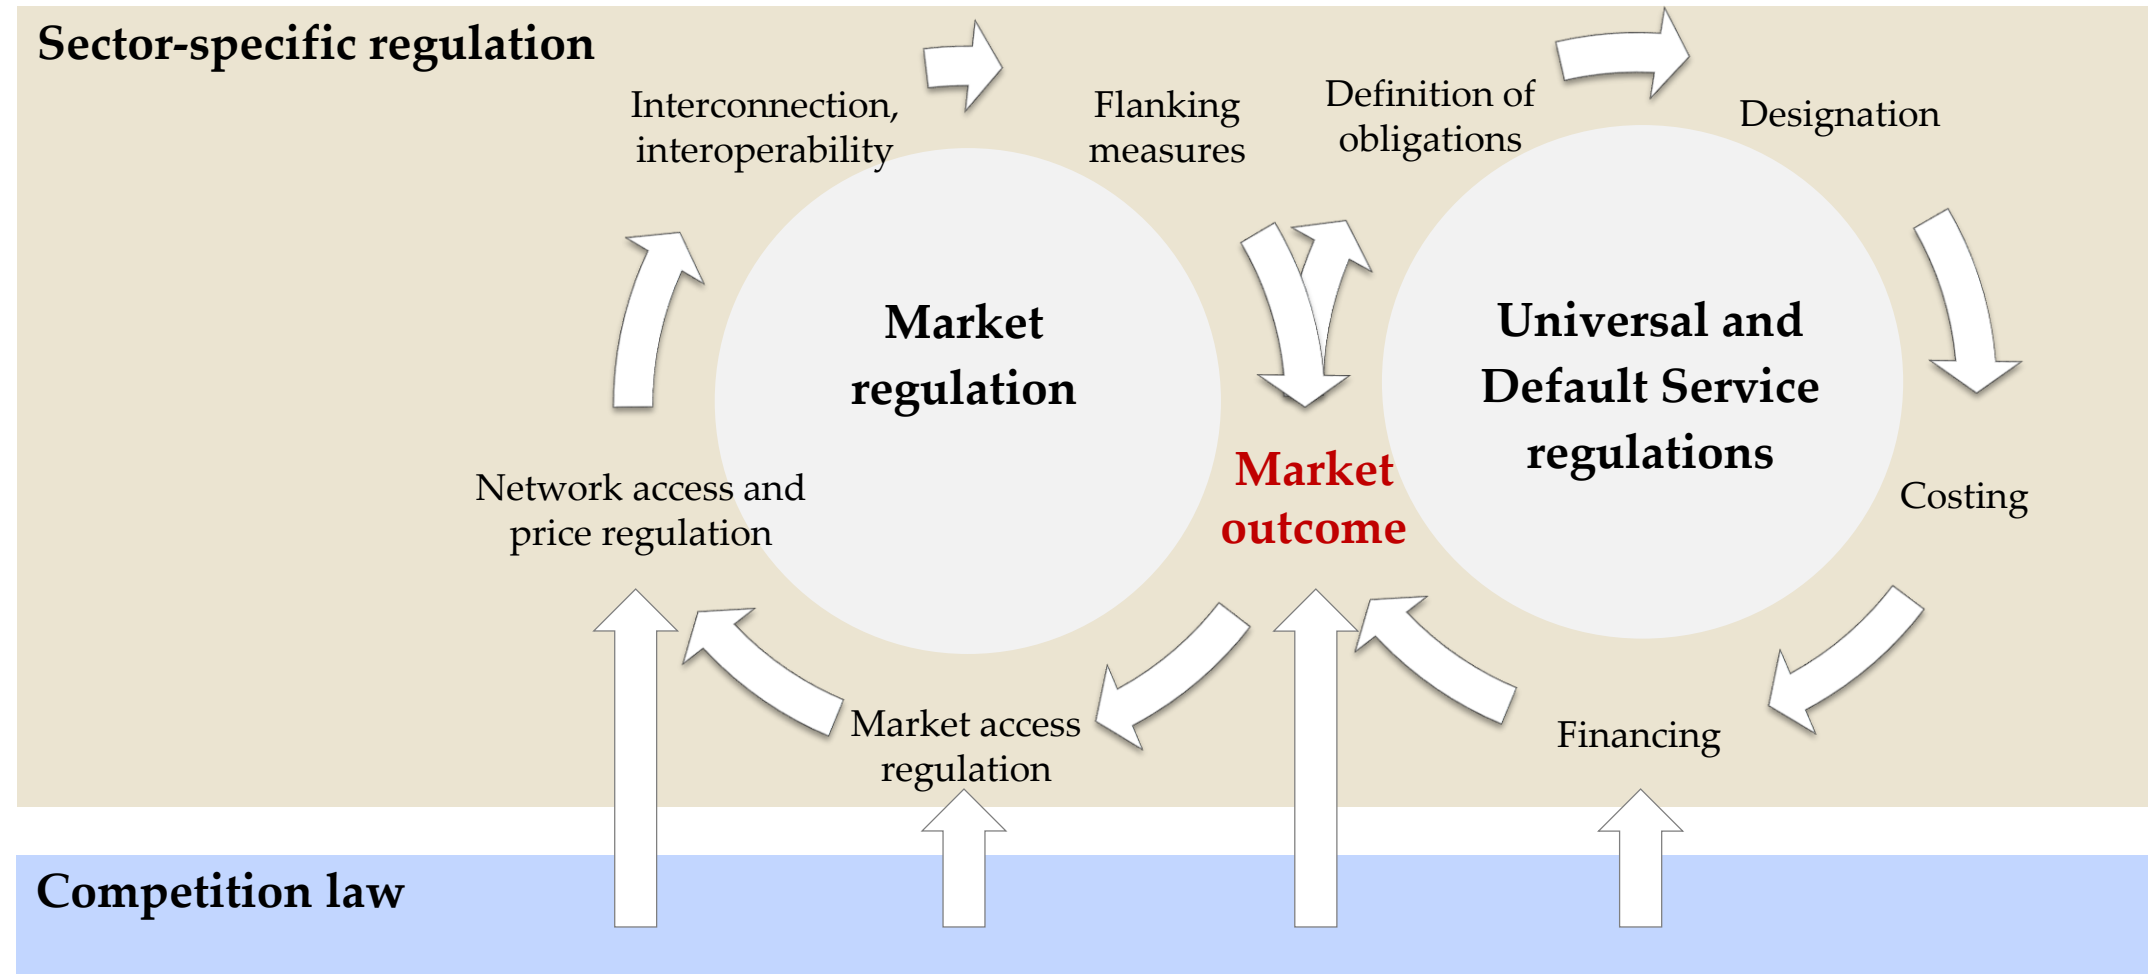 Sector-specific regulation
Interconnection,
interoperability
Flanking
measures
Definition of
obligations
Designation
Market
regulation
Universal and
Default Service
regulations
Network access and
price regulation
Market
outcome
Costing
Market access
regulation
Financing
Competition law